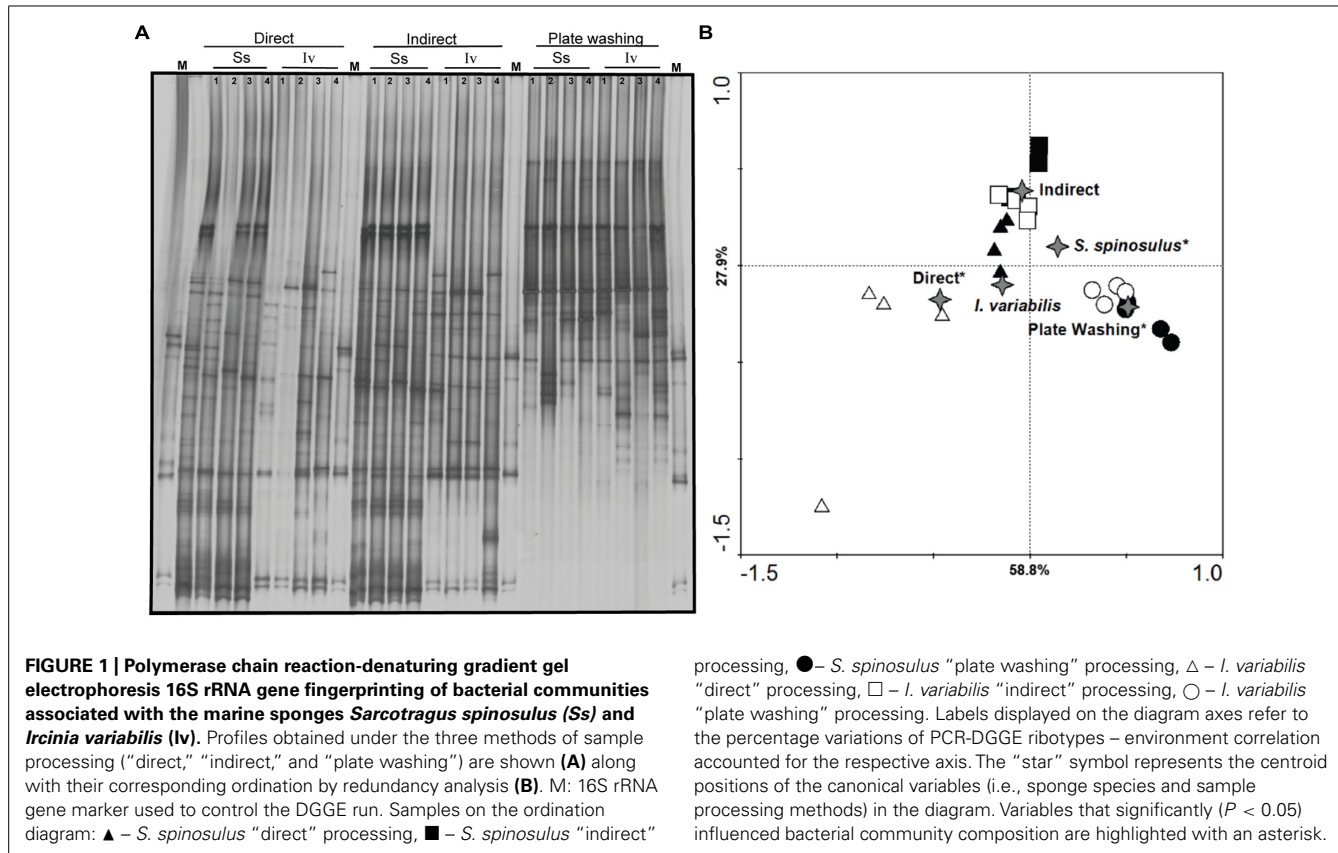 A
Direct Indirect Plate washing
Ss Iv Ss Iv Ss Iv
M M M M
1 2 3 4 1 2 3 4 1 2 3 4 1 2 3 4 1 2 3 4 1 2 3 4
B
1.0
Indirect
S. spinosulus*
27.9%
Direct*
I. variabilis
Plate Washing*
-1.5
-1.5 58.8% 1.0
FIGURE 1 | Polymerase chain reaction-denaturing gradient gel
electrophoresis 16S rRNA gene fingerprinting of bacterial communities
associated with the marine sponges Sarcotragus spinosulus (Ss) and
Ircinia variabilis (Iv). Profiles obtained under the three methods of sample
processing (“direct,” “indirect,” and “plate washing”) are shown (A) along
with their corresponding ordination by redundancy analysis (B). M: 16S rRNA
gene marker used to control the DGGE run. Samples on the ordination
diagram: ▲ – S. spinosulus “direct” processing, ■ – S. spinosulus “indirect”
processing, ● – S. spinosulus “plate washing” processing, △ – I. variabilis
“direct” processing, □ – I. variabilis “indirect” processing, ○ – I. variabilis
“plate washing” processing. Labels displayed on the diagram axes refer to
the percentage variations of PCR-DGGE ribotypes – environment correlation
accounted for the respective axis. The “star” symbol represents the centroid
positions of the canonical variables (i.e., sponge species and sample
processing methods) in the diagram. Variables that significantly (P < 0.05)
influenced bacterial community composition are highlighted with an asterisk.